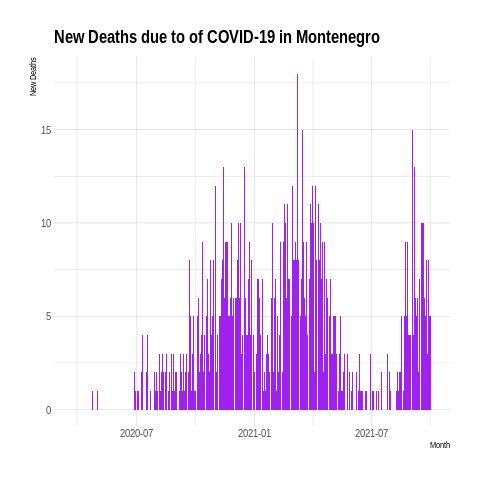 New Deaths due to of COVID-19 in Montenegro
New Deaths
15
10
5
0
2020-07
2021-01
2021-07
Month